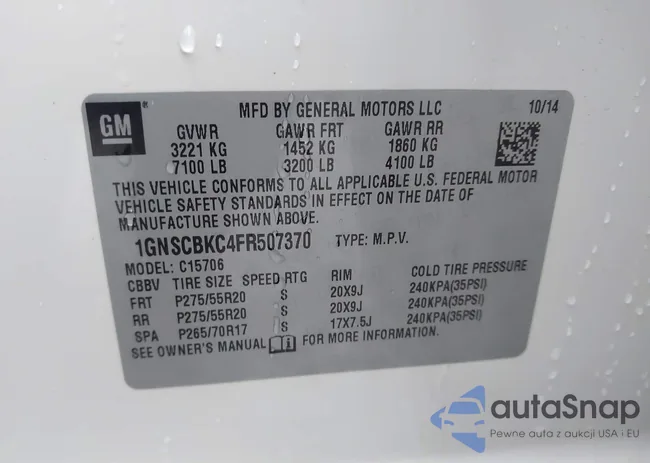 GM
MFD BY GENERAL MOTORS LLC 10/14
GVWR GAWR FRT GAWR RR
3221 KG 1452 KG 1860 KG
7100 LB 3200 LB 4100 LB
THIS VEHICLE CONFORMS TO ALL APPLICABLE U.S. FEDERAL MOTOR
VEHICLE SAFETY STANDARDS IN EFFECT ON THE DATE OF
MANUFACTURE SHOWN ABOVE.
1GNSCBKC4FR507370 TYPE: M.P.V.
MODEL: C15706
CBBV TIRE SIZE SPEED RTG RIM COLD TIRE PRESSURE
FRT P275/55R20 S 20X9J 240KPA(35PSI)
RR P275/55R20 S 20X9J 240KPA(35PSI)
SPA P265/70R17 S 17X7.5J 240KPA(35PSI)
SEE OWNER'S MANUAL FOR MORE INFORMATION.
autaSnap
Pewne auta z aukcji USA i EU